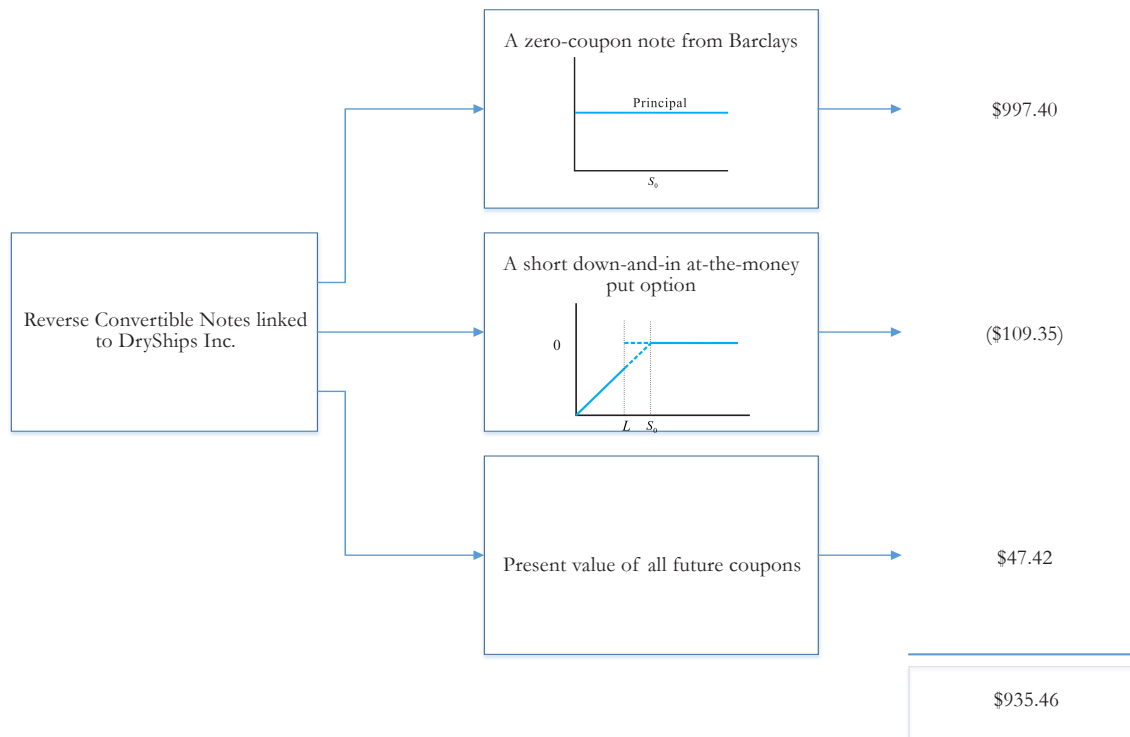 A zero-coupon note from Barclays
Principal
S₀
$997.40
Reverse Convertible Notes linked
to DryShips Inc.
A short down-and-in at-the-money
put option
0
L S₀
($109.35)
Present value of all future coupons
$47.42
$935.46